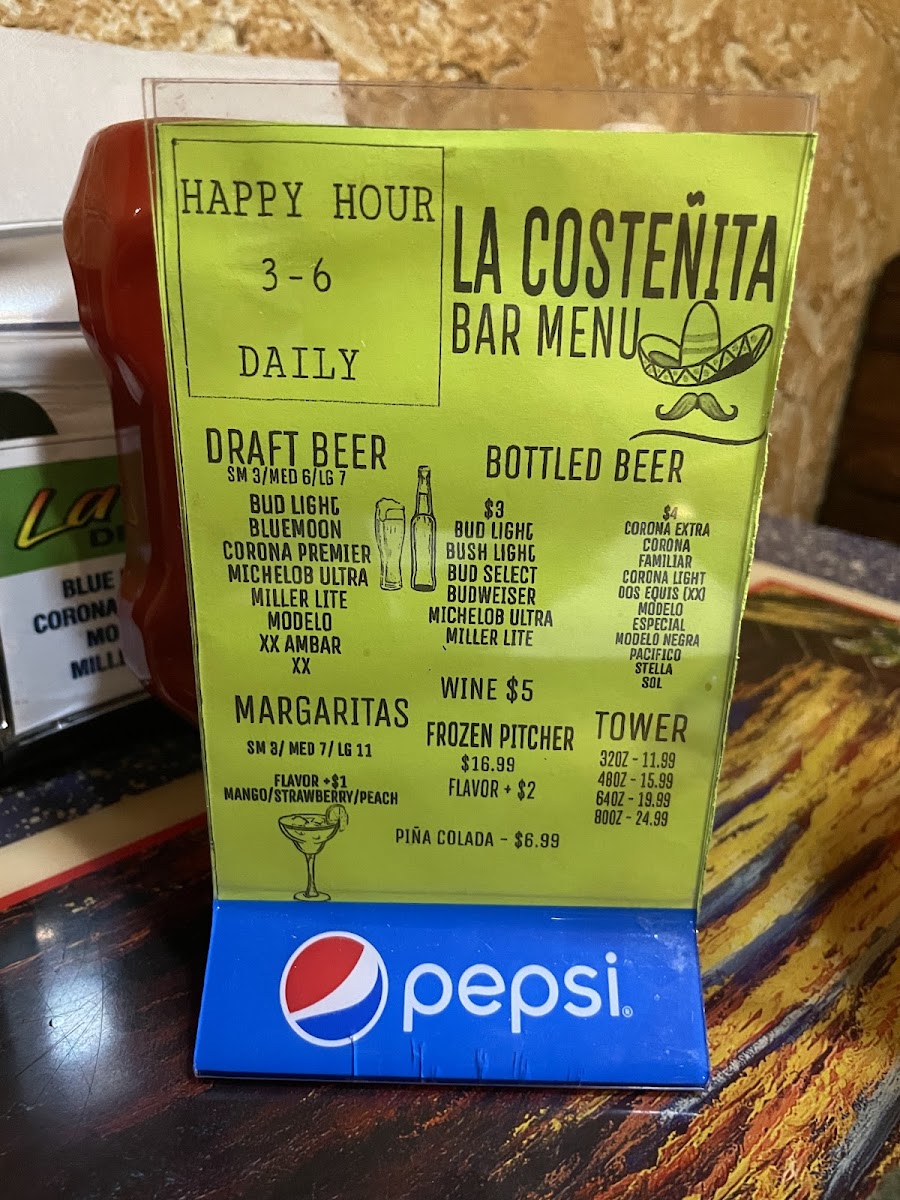 HAPPY HOUR
3-6
DAILY
LA COSTEÑITA
BAR MENU
DRAFT BEER
SM 3/MED 6/LG 7
BUD LIGHT
BLUEMOON
CORONA PREMIER
MICHELOB ULTRA
MILLER LITE
MODELO
XX AMBAR
XX
BOTTLED BEER
$3
BUD LIGHT
BUSH LIGHT
BUD SELECT
BUDWEISER
MICHELOB ULTRA
MILLER LITE
$4
CORONA EXTRA
CORONA
FAMILIAR
CORONA LIGHT
DOS EQUIS (XX)
MODELO
ESPECIAL
MODELO NEGRA
PACIFICO
STELLA
SOL
WINE $5
MARGARITAS
SM 8/ MED 7/ LG 11
FLAVOR +$1
MANGO/STRAWBERRY/PEACH
FROZEN PITCHER
$16.99
FLAVOR + $2
TOWER
32OZ - 11.99
48OZ - 15.99
64OZ - 19.99
80OZ - 24.99
PIÑA COLADA - $6.99
pepsi
La
BLUE
CORONA